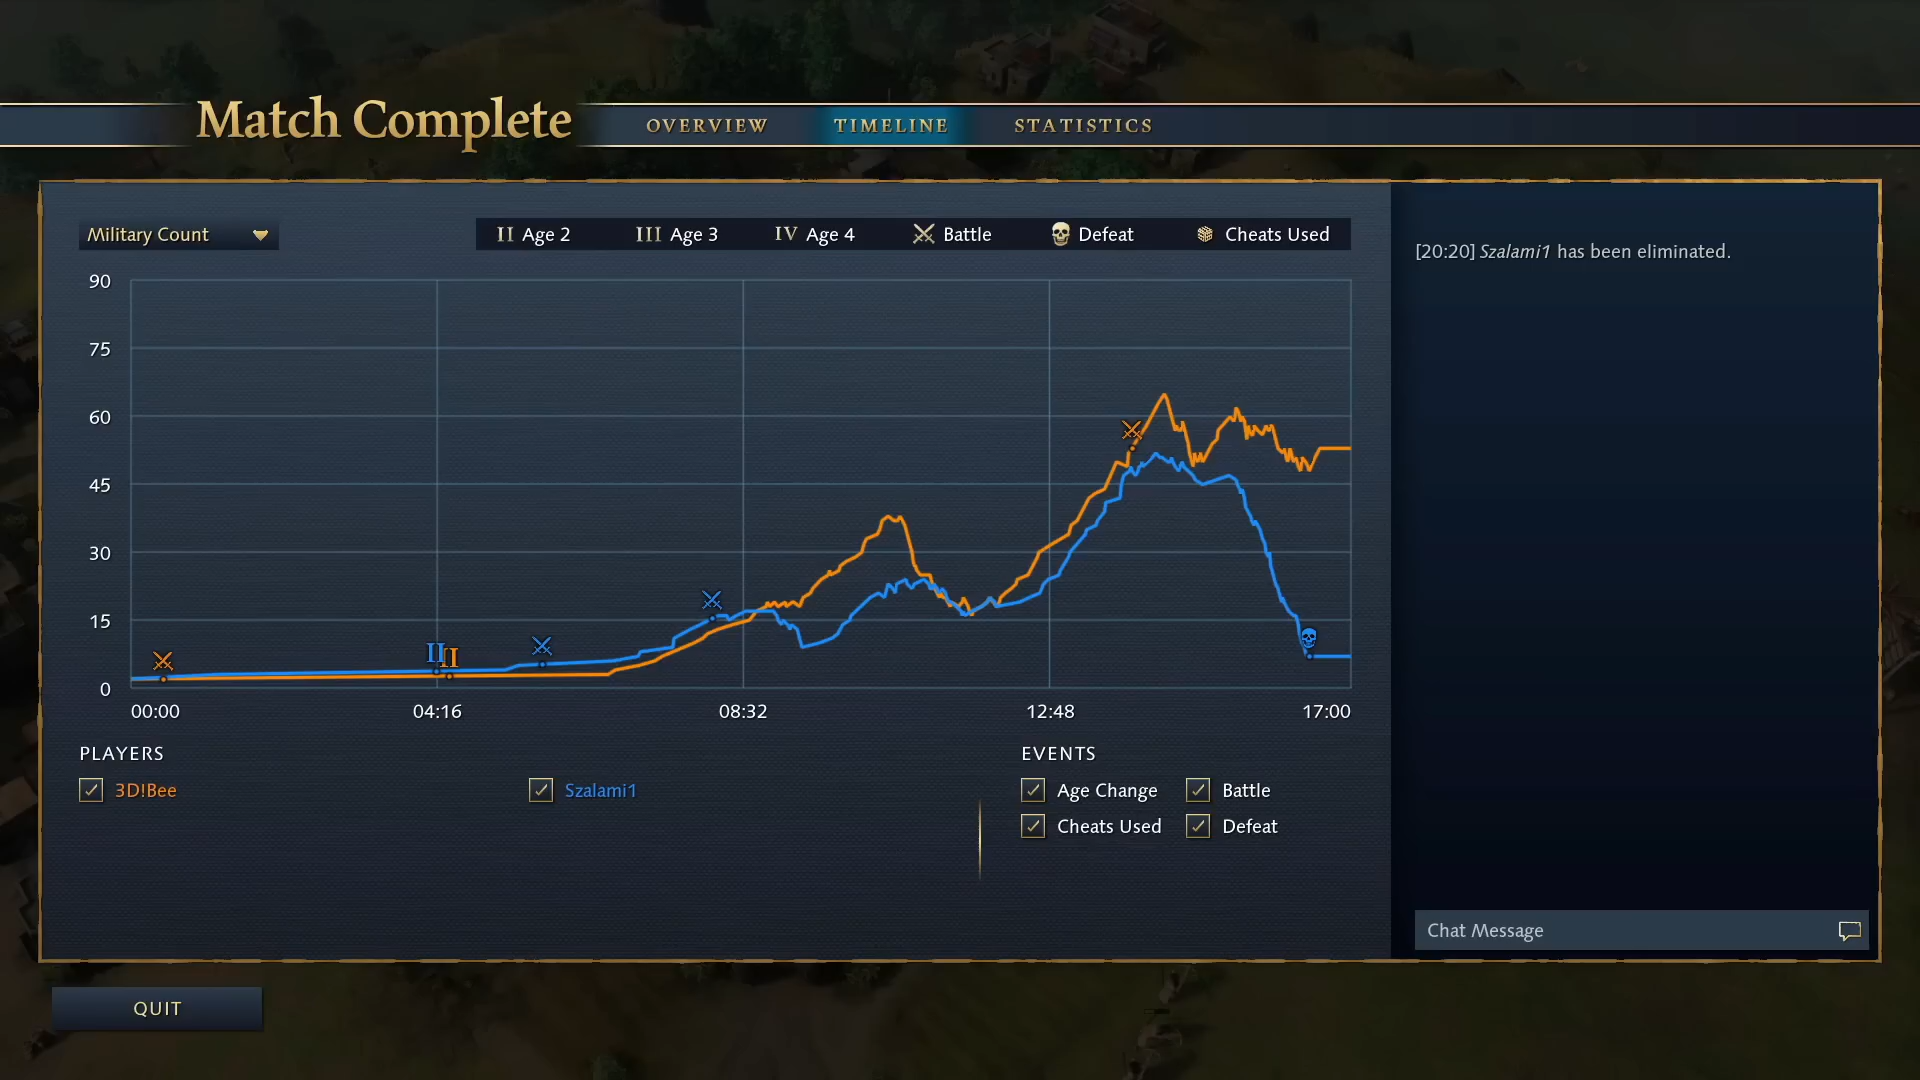 Match Complete
OVERVIEW
TIMELINE
STATISTICS
Military Count
II Age 2
III Age 3
IV Age 4
Battle
Defeat
Cheats Used
[20:20] Szalami1 has been eliminated.
90
75
60
45
30
15
0
II
II
00:00
04:16
08:32
12:48
17:00
PLAYERS
3D!Bee
Szalami1
EVENTS
Age Change
Battle
Cheats Used
Defeat
Chat Message
QUIT